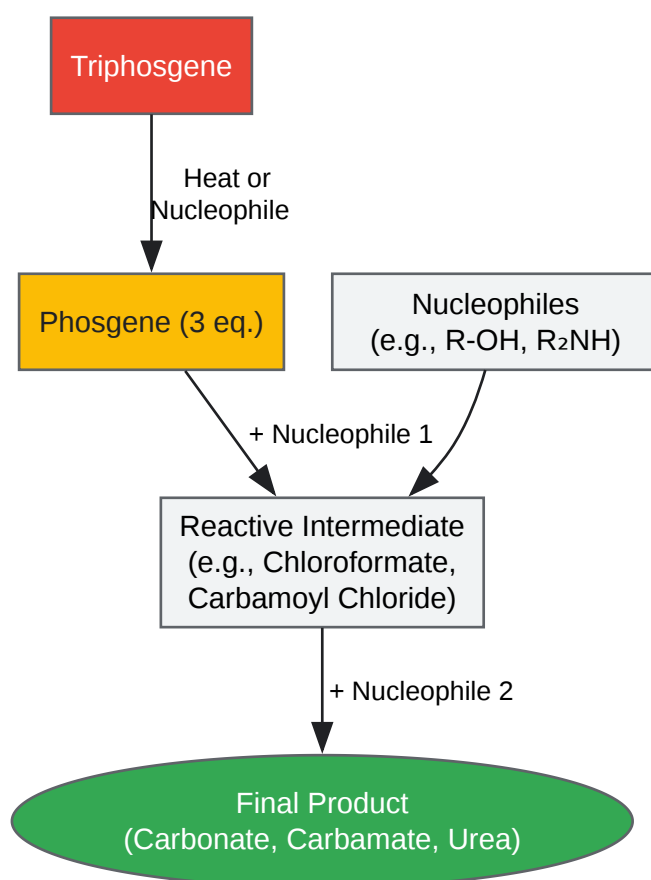 Triphosgene
Heat or
Nucleophile
Phosgene (3 eq.)
Nucleophiles
(e.g., R-OH, R₂NH)
+ Nucleophile 1
Reactive Intermediate
(e.g., Chloroformate,
Carbamoyl Chloride)
+ Nucleophile 2
Final Product
(Carbonate, Carbamate, Urea)